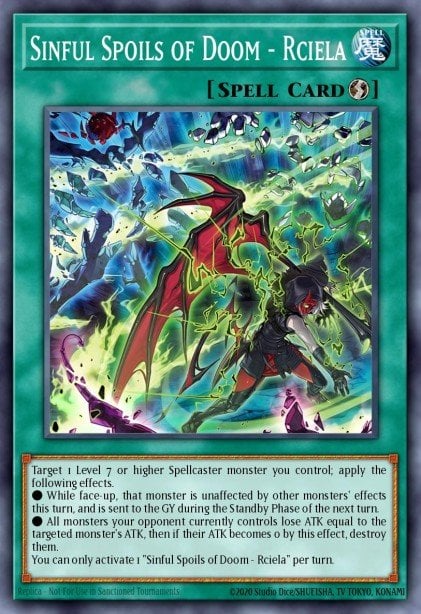 Sinful Spoils of Doom - Rciela
SPELL
魔
[Spell Card]
Target 1 Level 7 or higher Spellcaster monster you control; apply the
following effects.
● While face-up, that monster is unaffected by other monsters' effects
this turn, and is sent to the GY during the Standby Phase of the next turn.
● All monsters your opponent currently controls lose ATK equal to the
targeted monster's ATK, then if their ATK becomes 0 by this effect, destroy
them.
You can only activate 1 "Sinful Spoils of Doom - Rciela" per turn.
Replica - Not For Use in Sanctioned Tournaments
©2020 Studio Dice/SHUEISHA, TV TOKYO, KONAMI